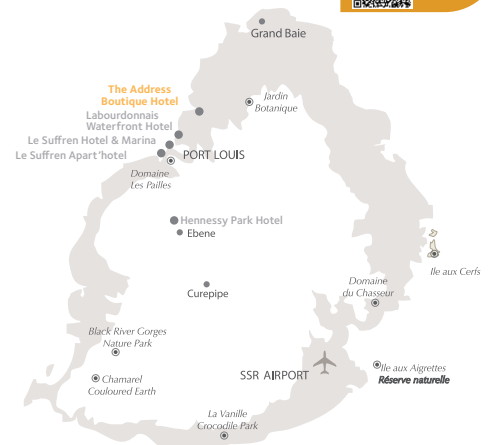 Grand Baie
The Address
Boutique Hotel
Jardin
Botanique
Labourdonnais
Waterfront Hotel
Le Suffren Hotel & Marina
Le Suffren Apart'hotel
PORT LOUIS
Domaine
Les Pailles
Hennessy Park Hotel
Ebene
Ile aux Cerfs
Domaine
du Chasseur
Curepipe
Black River Gorges
Nature Park
SSR AIRPORT
Ile aux Aigrettes
Réserve naturelle
Chamarel
Couloured Earth
La Vanille
Crocodile Park